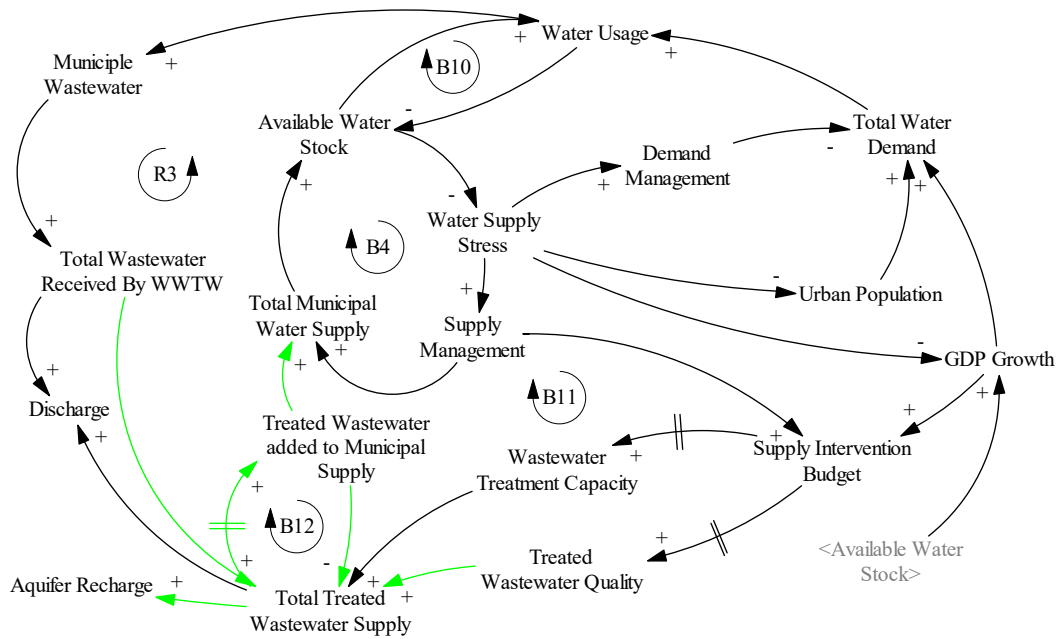 Water Usage
+
+
+
Municiple
Wastewater
B10
-
Available Water
Stock
Total Water
Demand
-
Demand
Management
R3
+
+
+
+
-
Water Supply
Stress
+
B4
Total Wastewater
Received By WWTW
-
Urban Population
Total Municipal
Water Supply
+
Supply
Management
-
-
GDP Growth
+
+
+
+
B11
Discharge
+
+
Treated Wastewater
added to Municipal
Supply
+
Supply Intervention
Budget
Wastewater
Treatment Capacity
+
+
B12
+
<Available Water
Stock>
+
-
Treated
Wastewater Quality
Aquifer Recharge
+
+
+
Total Treated
Wastewater Supply